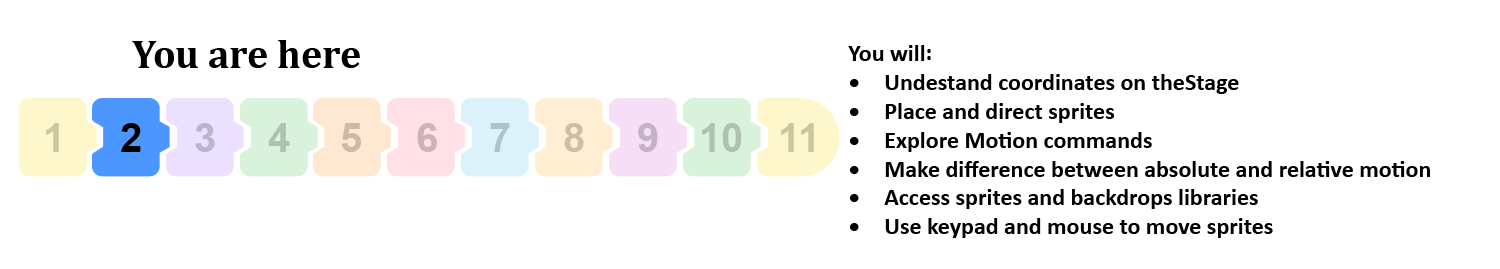 You are here
1 2 3 4 5 6 7 8 9 10 11
You will:
• Undestand coordinates on theStage
• Place and direct sprites
• Explore Motion commands
• Make difference between absolute and relative motion
• Access sprites and backdrops libraries
• Use keypad and mouse to move sprites